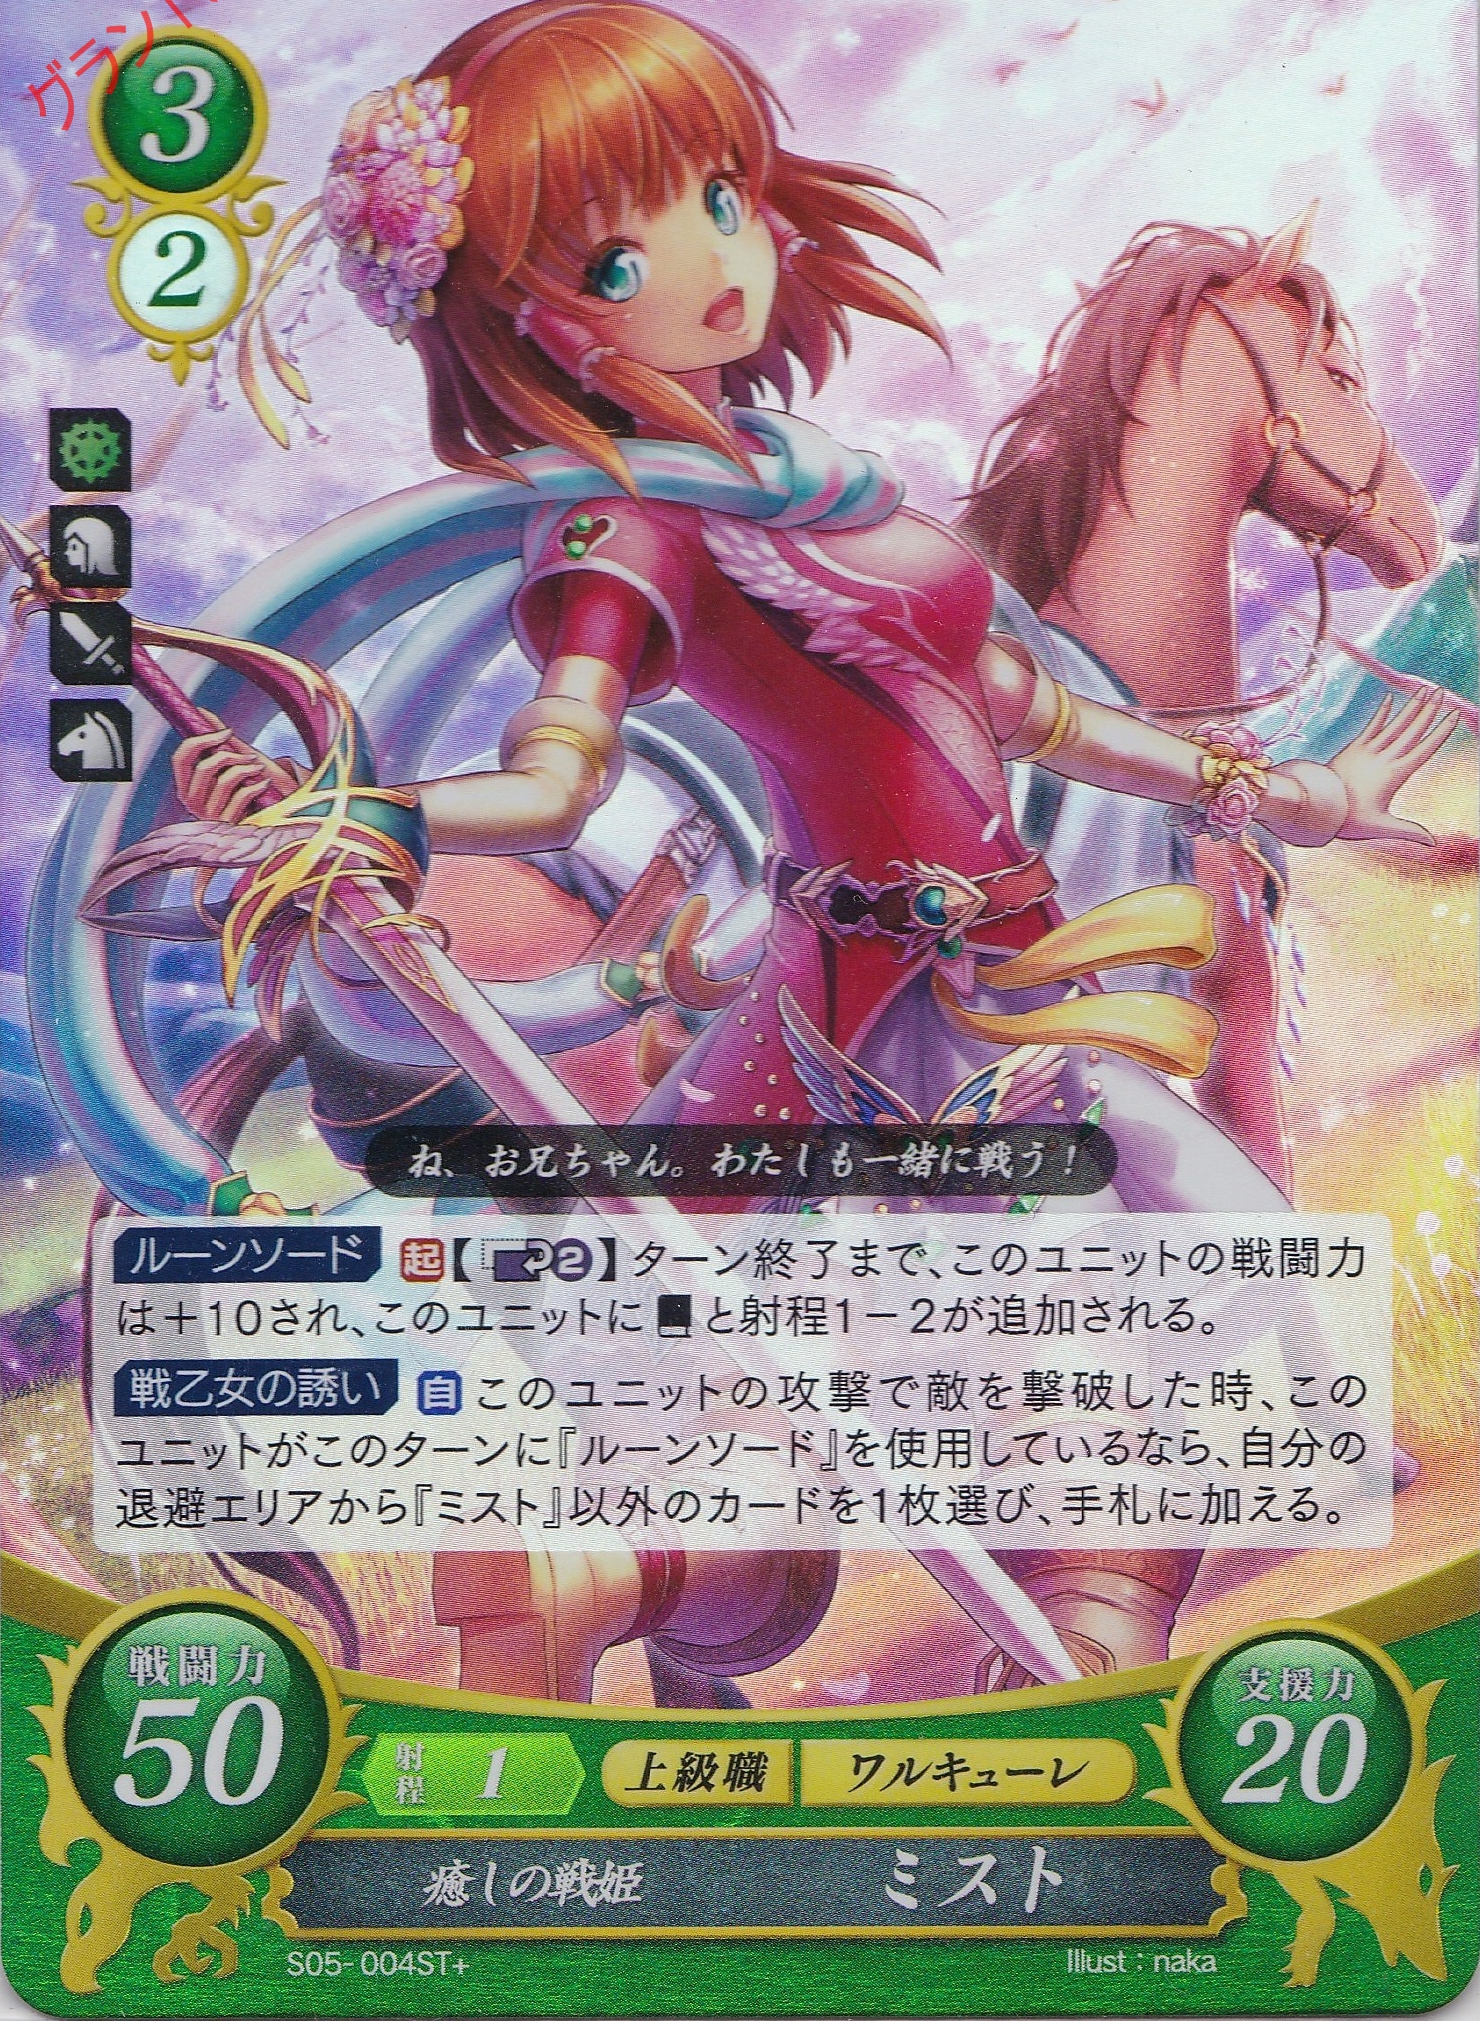 グラン
3
2
ね、お兄ちゃん。わたしも一緒に戦う!
ルーンソード 起【2】ターン終了まで、このユニットの戦闘力
は+10され、このユニットに と射程1-2が追加される。
戦乙女の誘い 自 このユニットの攻撃で敵を撃破した時、この
ユニットがこのターンに『ルーンソード』を使用しているなら、自分の
退避エリアから『ミスト』以外のカードを1枚選び、手札に加える。
戦闘力
50
射程 1
上級職 ワルキューレ
支援力
20
癒しの戦姫 ミスト
S05-004ST+
Illust : naka